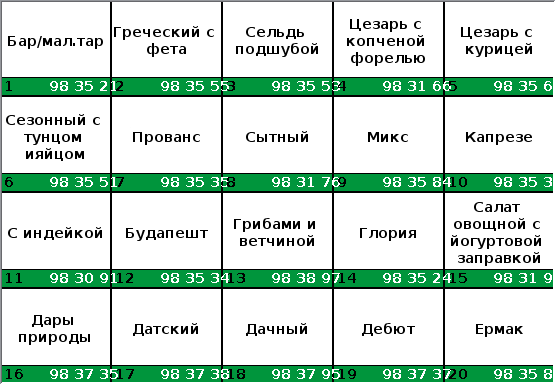 Бар/мал.тар
Греческий с
фета
Сельдь
подшубой
Цезарь с
копченой
форелью
Цезарь с
курицей
1 98 35 21
2 98 35 55
3 98 35 53
4 98 31 66
5 98 35 6
Сезонный с
тунцом
ияйцом
Прованс
Сытный
Микс
Капрезе
6 98 35 51
7 98 35 35
8 98 31 76
9 98 35 84
10 98 35 3
С индейкой
Будапешт
Грибами и
ветчиной
Глория
Салат
овощной с
йогуртовой
заправкой
11 98 30 91
12 98 35 34
13 98 38 97
14 98 35 24
15 98 31 9
Дары
природы
Датский
Дачный
Дебют
Ермак
16 98 37 35
17 98 37 38
18 98 37 95
19 98 37 37
20 98 35 8